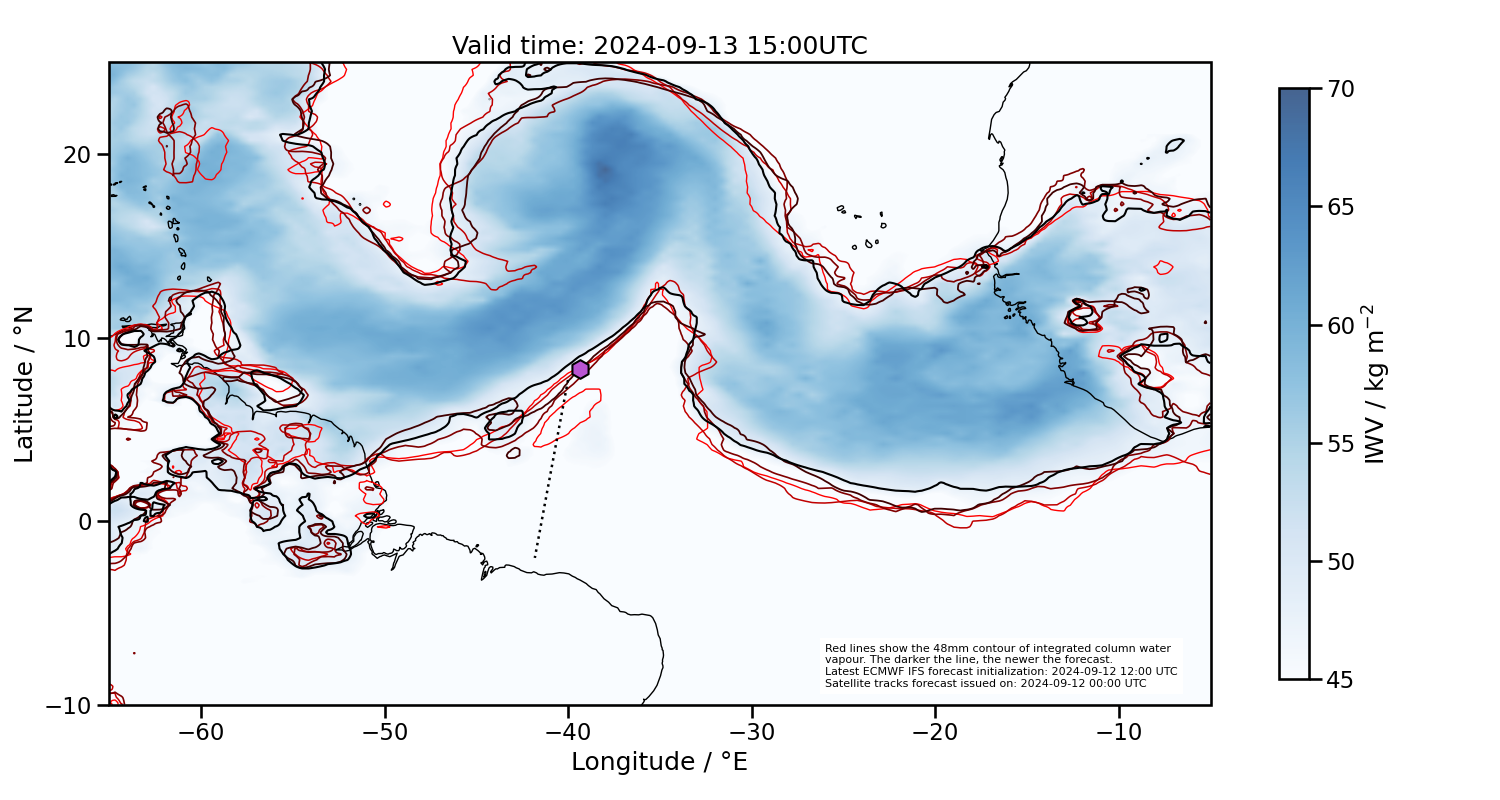 Valid time: 2024-09-13 15:00UTC
Latitude / °N
20
10
0
−10
−60
−50
−40
−30
−20
−10
Longitude / °E
Red lines show the 48mm contour of integrated column water
vapour. The darker the line, the newer the forecast.
Latest ECMWF IFS forecast initialization: 2024-09-12 12:00 UTC
Satellite tracks forecast issued on: 2024-09-12 00:00 UTC
70
65
60
55
50
45
IWV / kg m⁻²